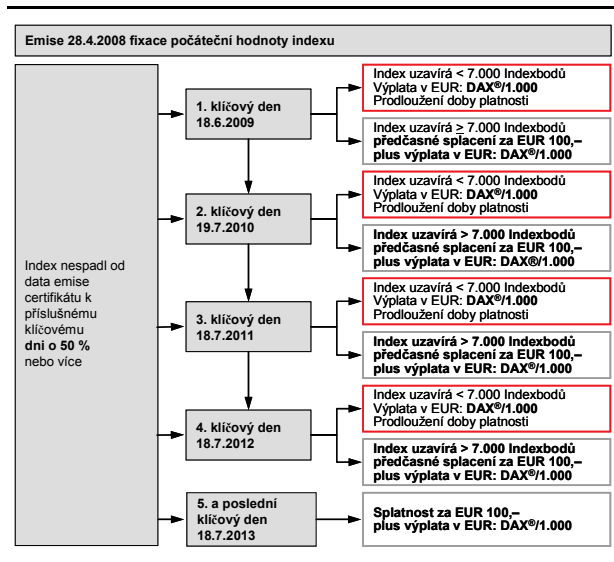 Emise 28.4.2008 fixace počáteční hodnoty indexu
Index nespadl od
data emise
certifikátu k
příslušnému
klíčovému
dni o 50 %
nebo více
1. klíčový den
18.6.2009
Index uzavírá < 7.000 Indexbodů
Výplata v EUR: DAX®/1.000
Prodloužení doby platnosti
Index uzavírá ≥ 7.000 Indexbodů
předčasné splacení za EUR 100,–
plus výplata v EUR: DAX®/1.000
2. klíčový den
19.7.2010
Index uzavírá < 7.000 Indexbodů
Výplata v EUR: DAX®/1.000
Prodloužení doby platnosti
Index uzavírá > 7.000 Indexbodů
předčasné splacení za EUR 100,–
plus výplata v EUR: DAX®/1.000
3. klíčový den
18.7.2011
Index uzavírá < 7.000 Indexbodů
Výplata v EUR: DAX®/1.000
Prodloužení doby platnosti
Index uzavírá > 7.000 Indexbodů
předčasné splacení za EUR 100,–
plus výplata v EUR: DAX®/1.000
4. klíčový den
18.7.2012
Index uzavírá < 7.000 Indexbodů
Výplata v EUR: DAX®/1.000
Prodloužení doby platnosti
Index uzavírá > 7.000 Indexbodů
předčasné splacení za EUR 100,–
plus výplata v EUR: DAX®/1.000
5. a poslední
klíčový den
18.7.2013
Splatnost za EUR 100,–
plus výplata v EUR: DAX®/1.000